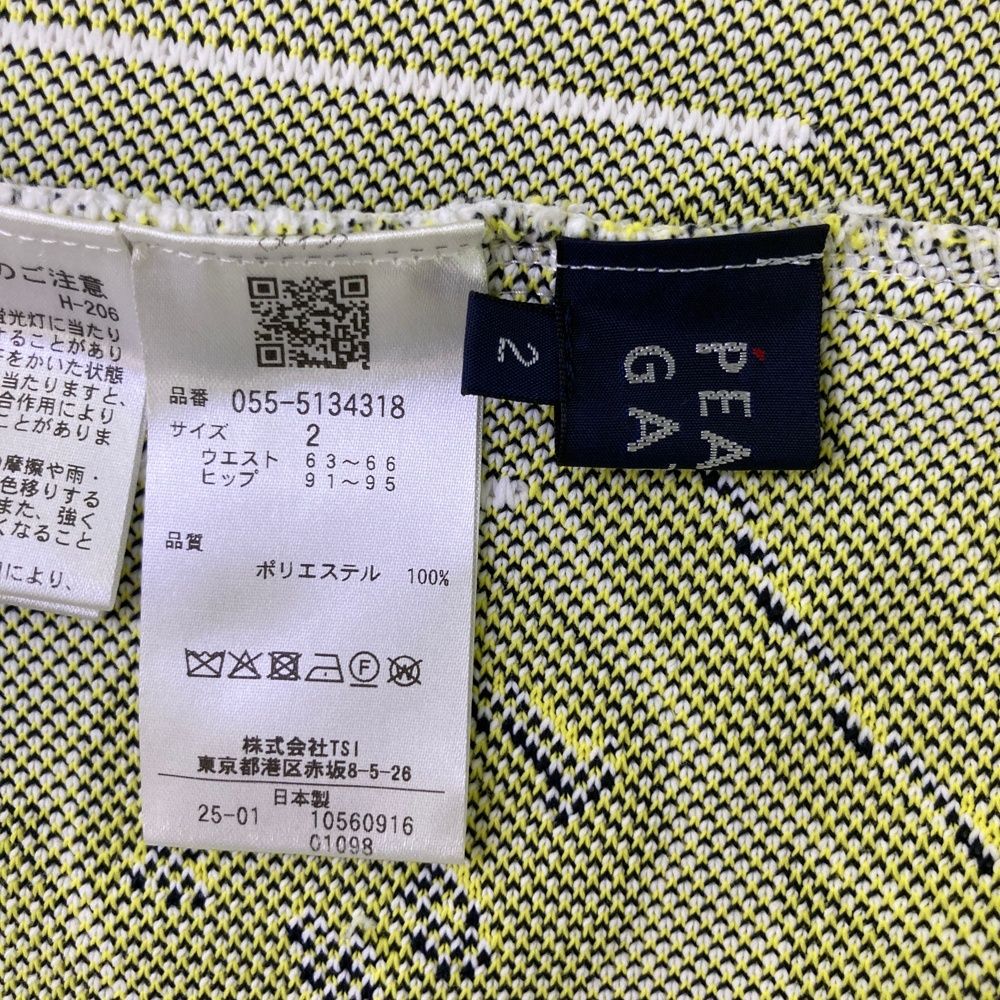 のご注意
H-206
蛍光灯に当たり
することがあり
をかいた状態
当たりますと、
合作用により
ことがありま
摩擦や雨・
色移りする
また、強く
くなること
により、
品番 055-5134318
サイズ 2
ウエスト 63～66
ヒップ 91～95
品質
ポリエステル 100%
F
W
株式会社TSI
東京都港区赤坂8-5-26
日本製
25-01 10560916
C1098
2
PEA
GA